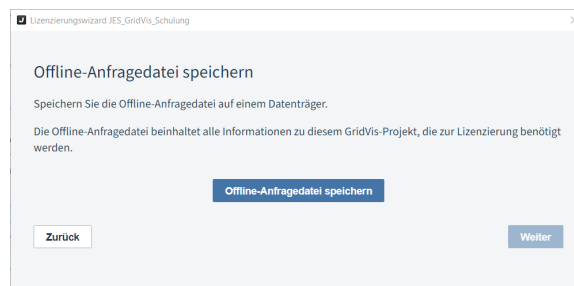 Lizenzierungswizard JES_GridVis_Schulung
Offline-Anfragedatei speichern
Speichern Sie die Offline-Anfragedatei auf einem Datenträger.
Die Offline-Anfragedatei beinhaltet alle Informationen zu diesem GridVis-Projekt, die zur Lizenzierung benötigt
werden.
Offline-Anfragedatei speichern
Zurück
Weiter